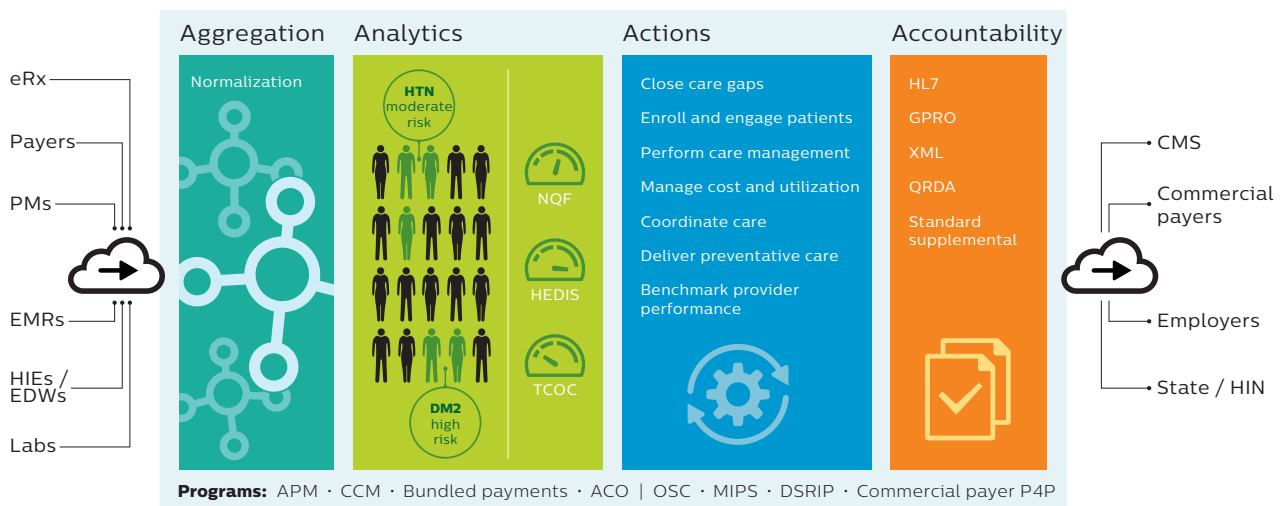 Aggregation
Analytics
Actions
Accountability
eRx
Payers
PMs
EMRs
HIEs /
EDWs
Labs
Normalization
HTN
moderate
risk
DM2
high
risk
NQF
HEDIS
TCOC
Close care gaps
Enroll and engage patients
Perform care management
Manage cost and utilization
Coordinate care
Deliver preventative care
Benchmark provider
performance
HL7
GPRO
XML
QRDA
Standard
supplemental
CMS
Commercial
payers
Employers
State / HIN
Programs: APM · CCM · Bundled payments · ACO | OSC · MIPS · DSRIP · Commercial payer P4P